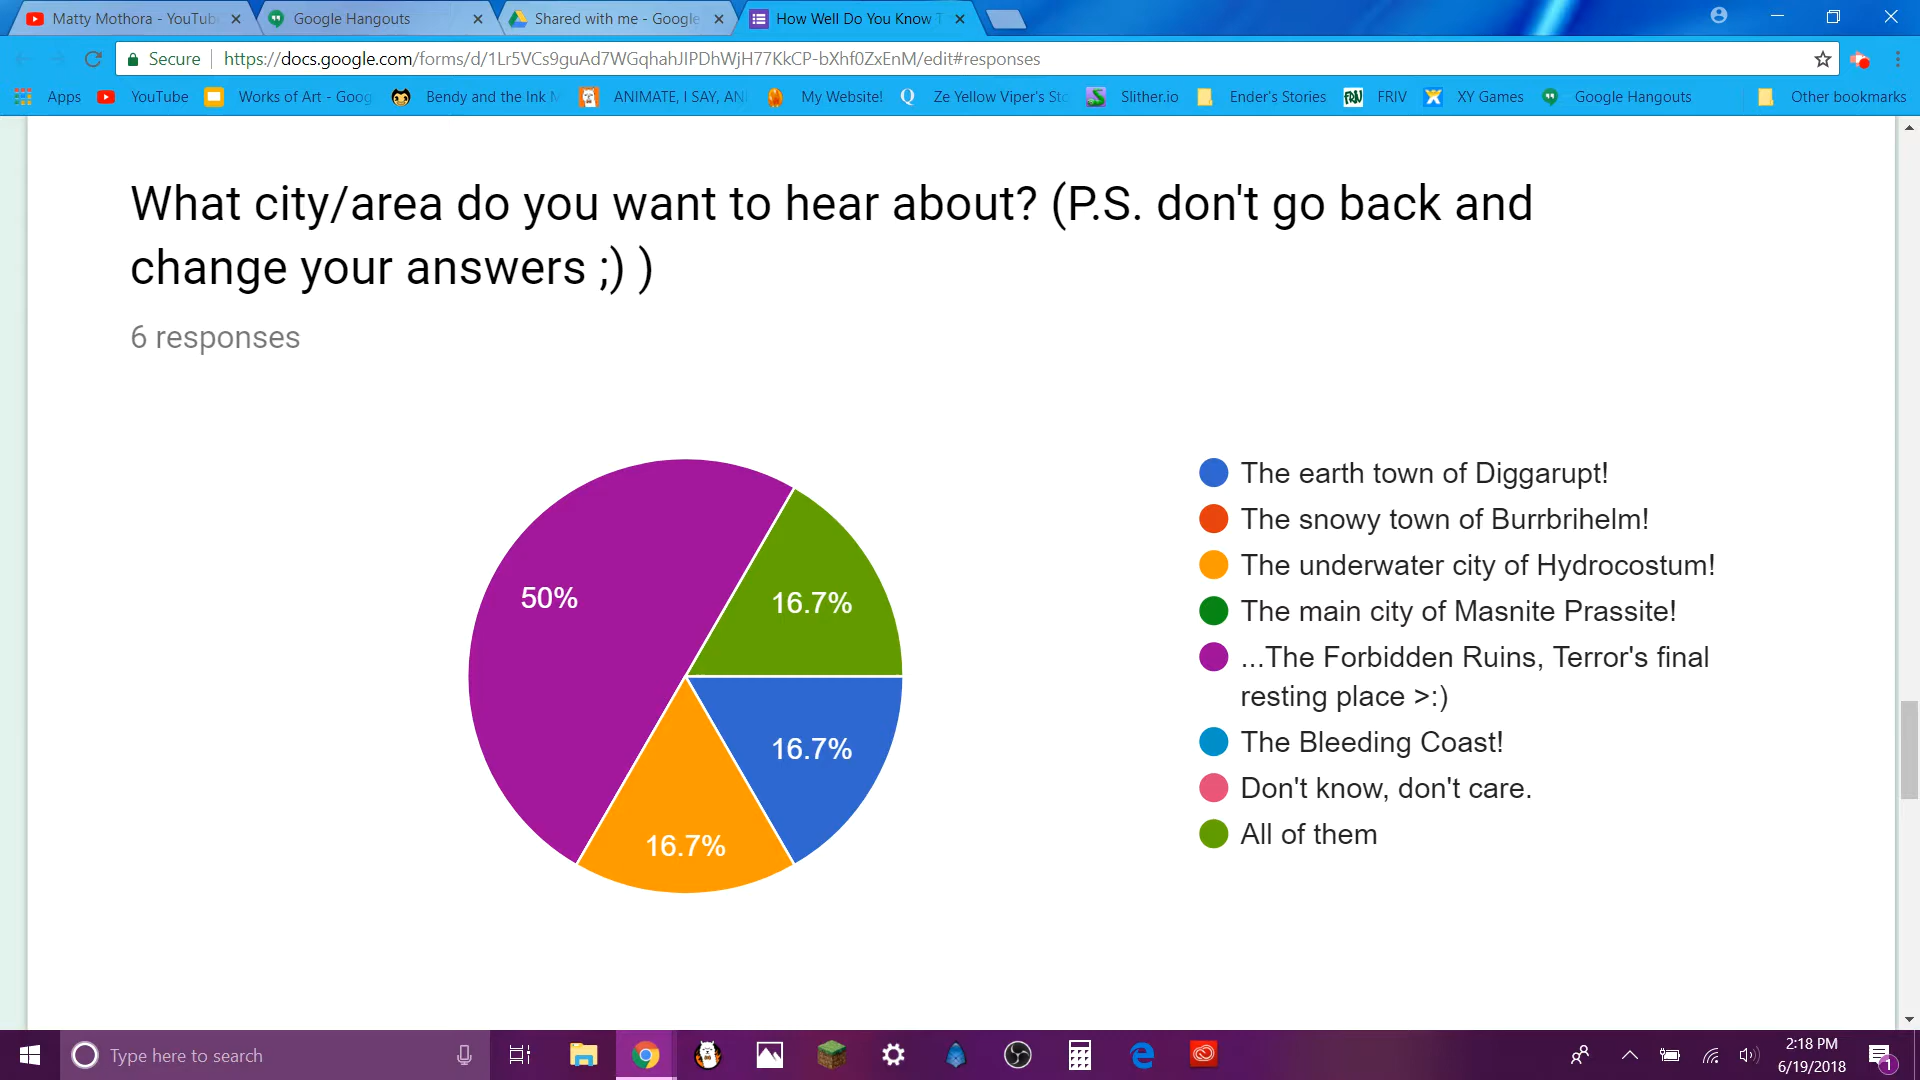 Matty Mothora - YouTub
Google Hangouts
Shared with me - Google
How Well Do You Know T
Secure
https://docs.google.com/forms/d/1Lr5VCs9guAd7WGqhahJIPDhWjH77KkCP-bXhf0ZxEnM/edit#responses
Apps
YouTube
Works of Art - Goog
Bendy and the Ink M
ANIMATE, I SAY, AN
My Website!
Ze Yellow Viper's Sto
Slither.io
Ender's Stories
FRIV
XY Games
Google Hangouts
Other bookmarks
What city/area do you want to hear about? (P.S. don't go back and
change your answers ;) )
6 responses
50%
16.7%
16.7%
16.7%
The earth town of Diggarupt!
The snowy town of Burrbrihelm!
The underwater city of Hydrocostum!
The main city of Masnite Prassite!
...The Forbidden Ruins, Terror's final
resting place >:)
The Bleeding Coast!
Don't know, don't care.
All of them
Type here to search
2:18 PM
6/19/2018
1